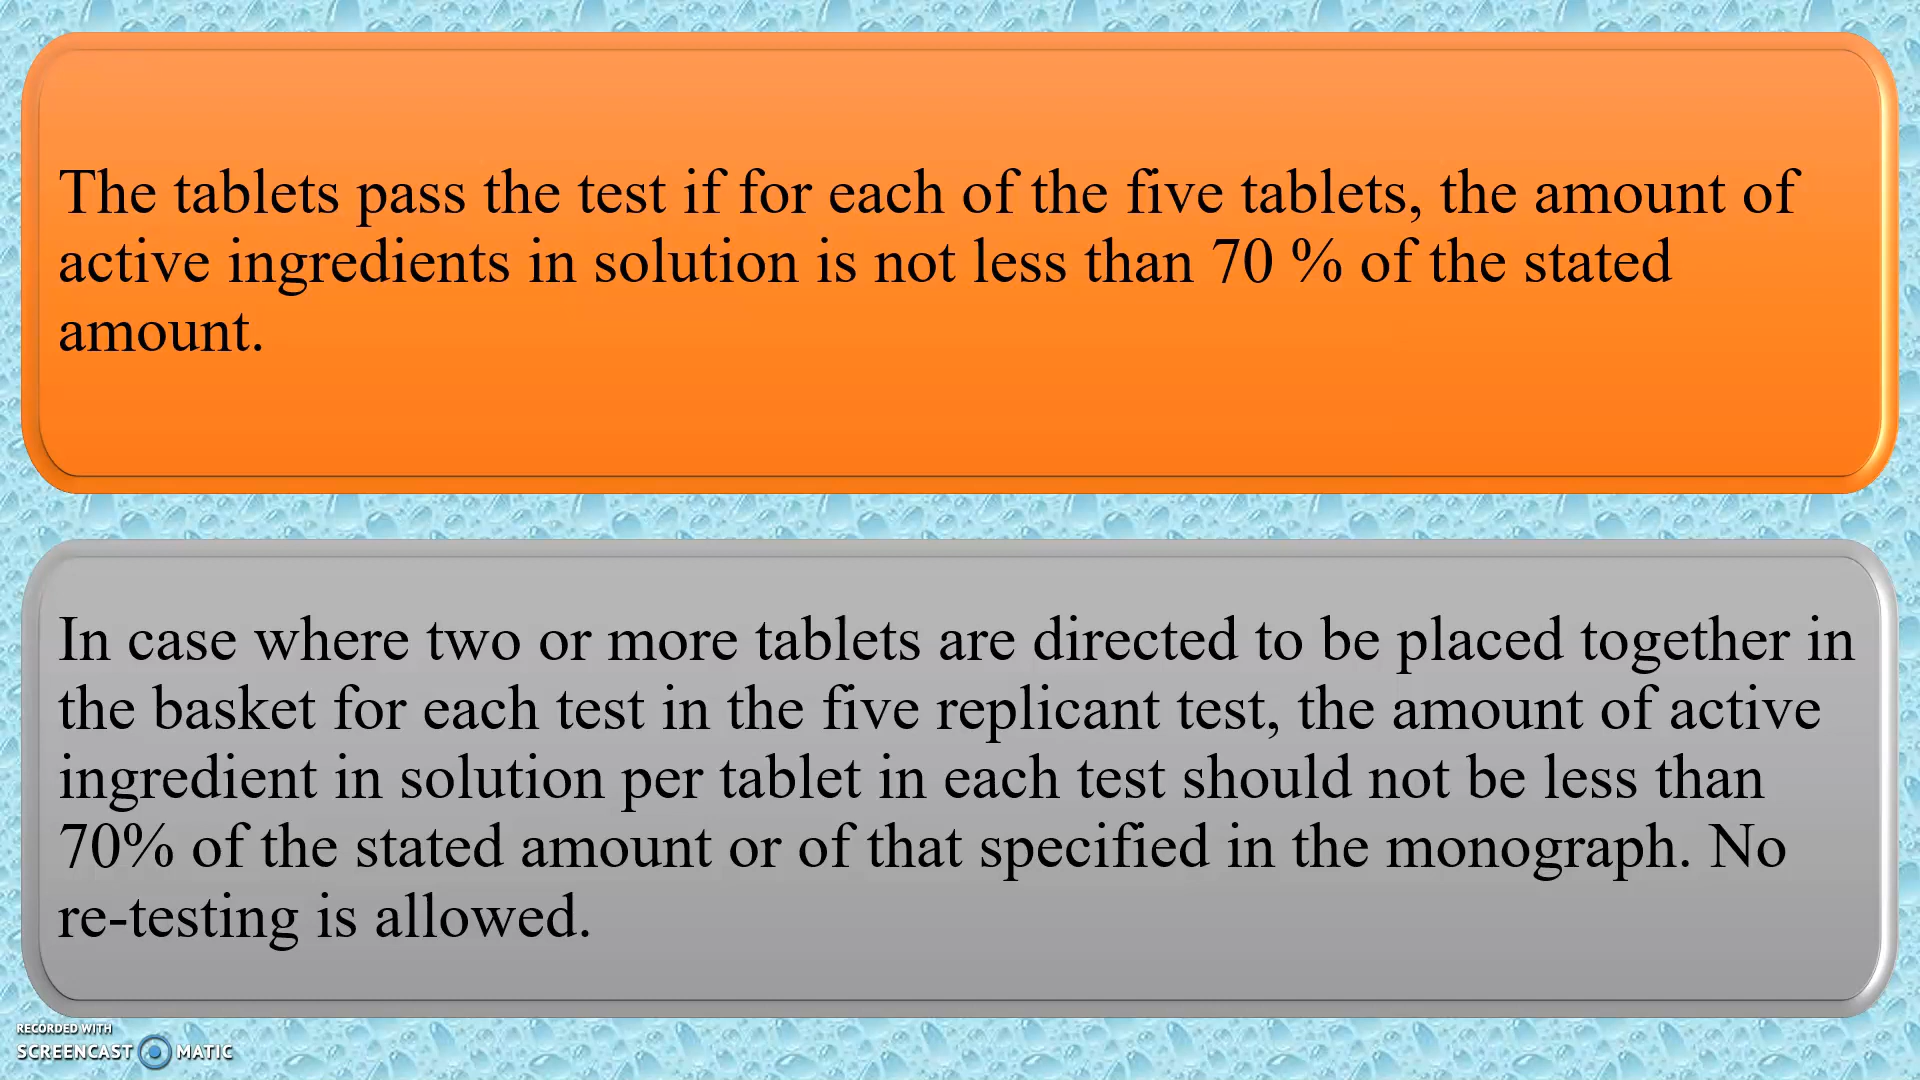 The tablets pass the test if for each of the five tablets, the amount of
active ingredients in solution is not less than 70 % of the stated
amount.
In case where two or more tablets are directed to be placed together in
the basket for each test in the five replicant test, the amount of active
ingredient in solution per tablet in each test should not be less than
70% of the stated amount or of that specified in the monograph. No
re-testing is allowed.
RECORDED WITH
SCREENCAST MATIC